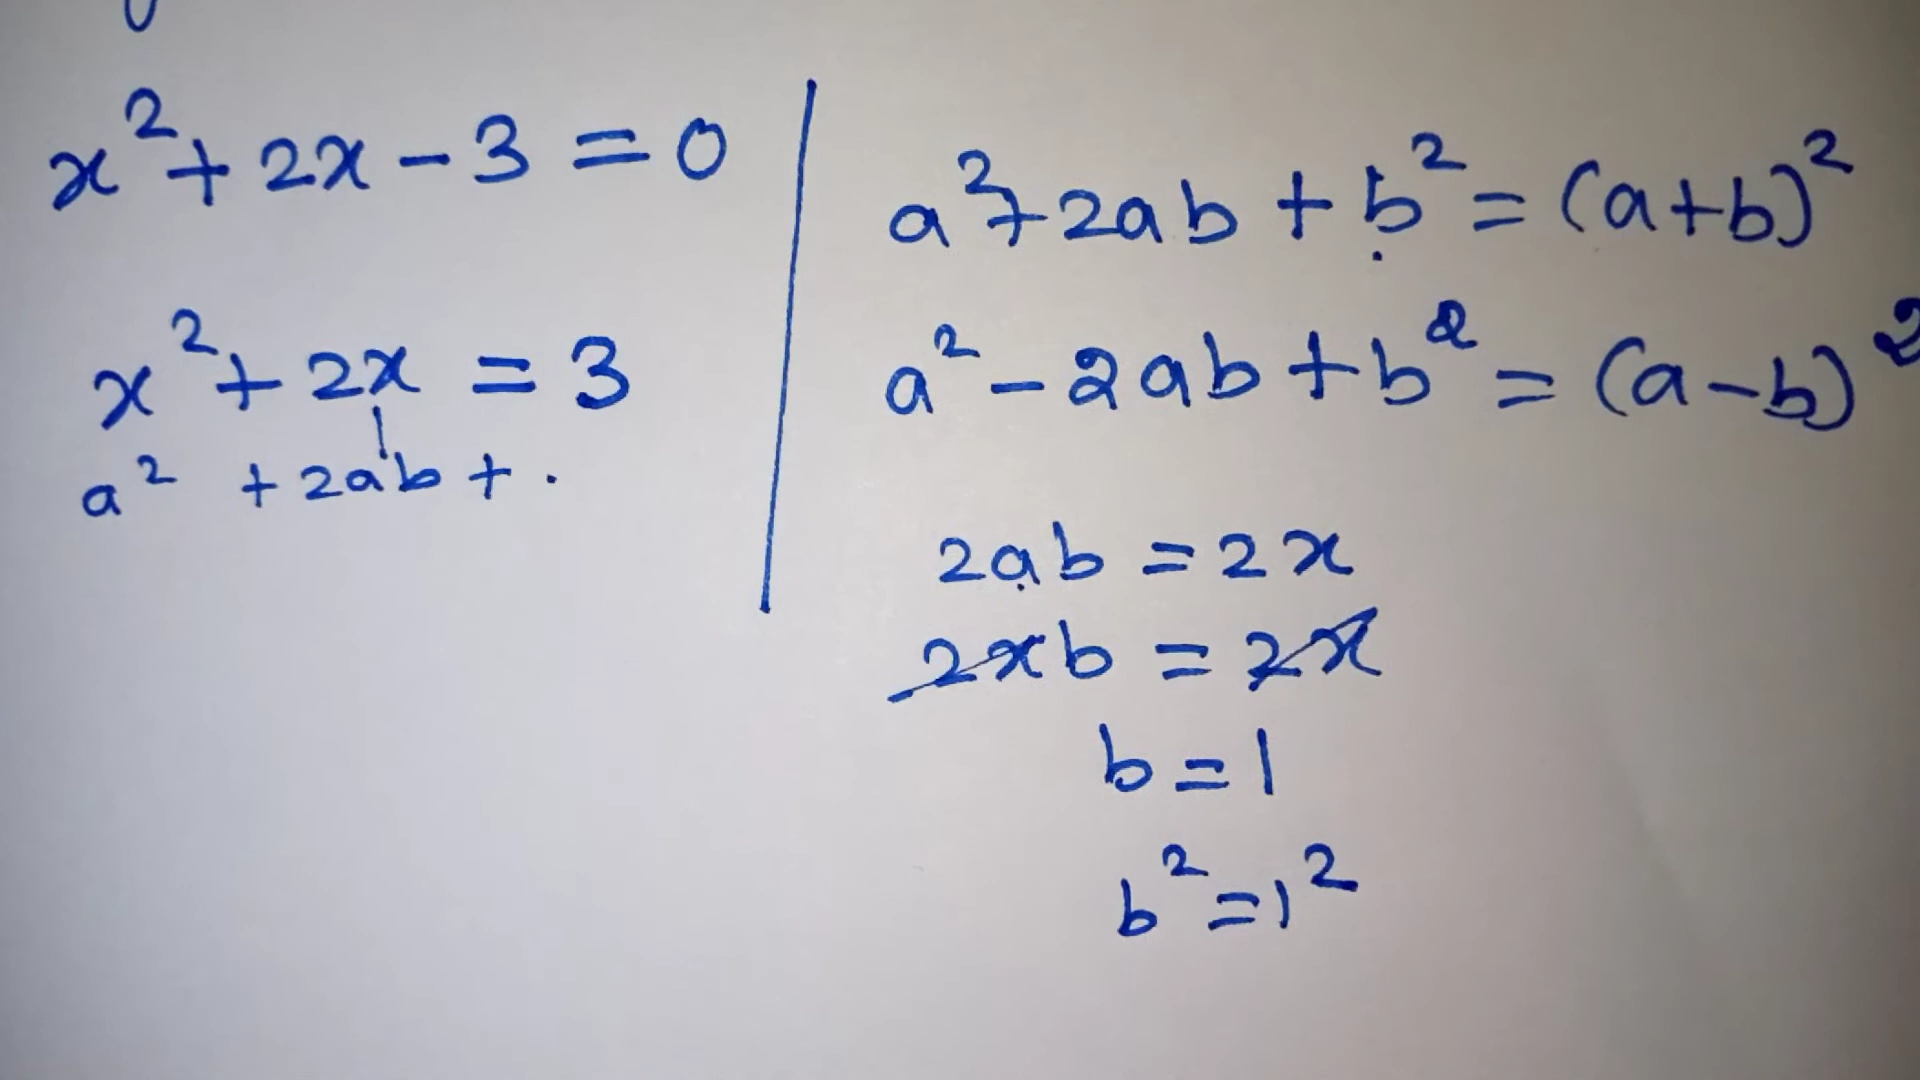 x² + 2x - 3 = 0
x² + 2x = 3
a² + 2ab + .
a² + 2ab + b² = (a+b)²
a² - 2ab + b² = (a-b)²
2ab = 2x
2xb = 2x
b = 1
b² = 1²